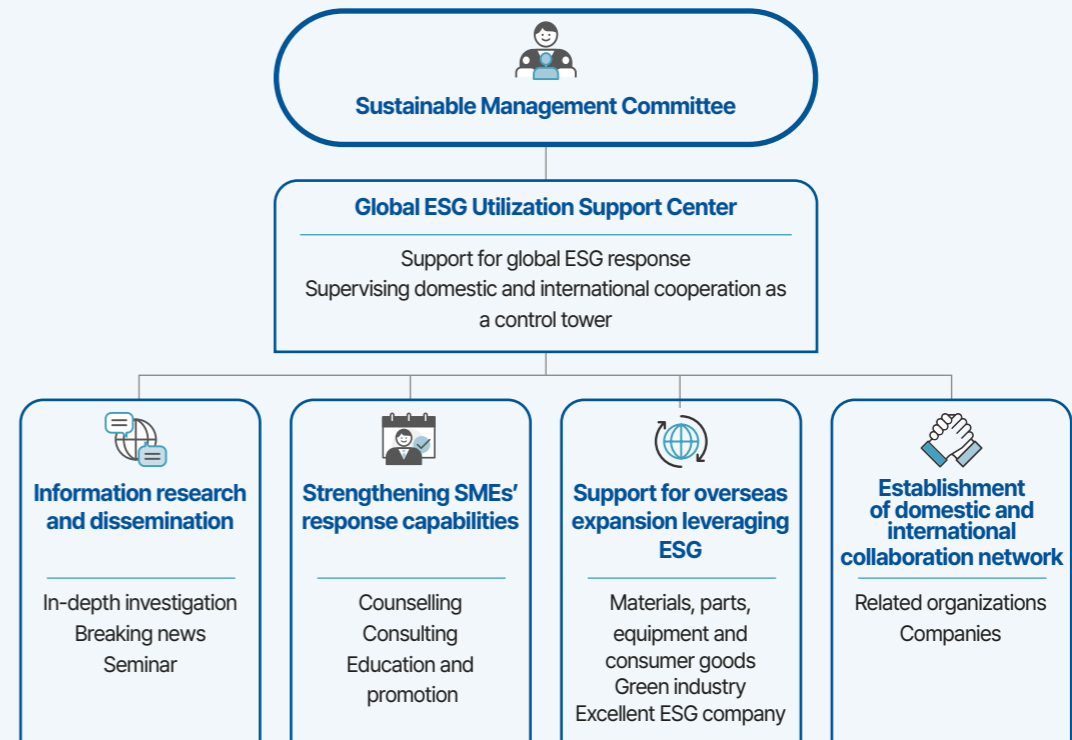 Sustainable Management Committee
Global ESG Utilization Support Center
Support for global ESG response
Supervising domestic and international cooperation as
a control tower
Information research
and dissemination
In-depth investigation
Breaking news
Seminar
Strengthening SMEs’
response capabilities
Counselling
Consulting
Education and
promotion
Support for overseas
expansion leveraging
ESG
Materials, parts,
equipment and
consumer goods
Green industry
Excellent ESG company
Establishment
of domestic and
international
collaboration network
Related organizations
Companies